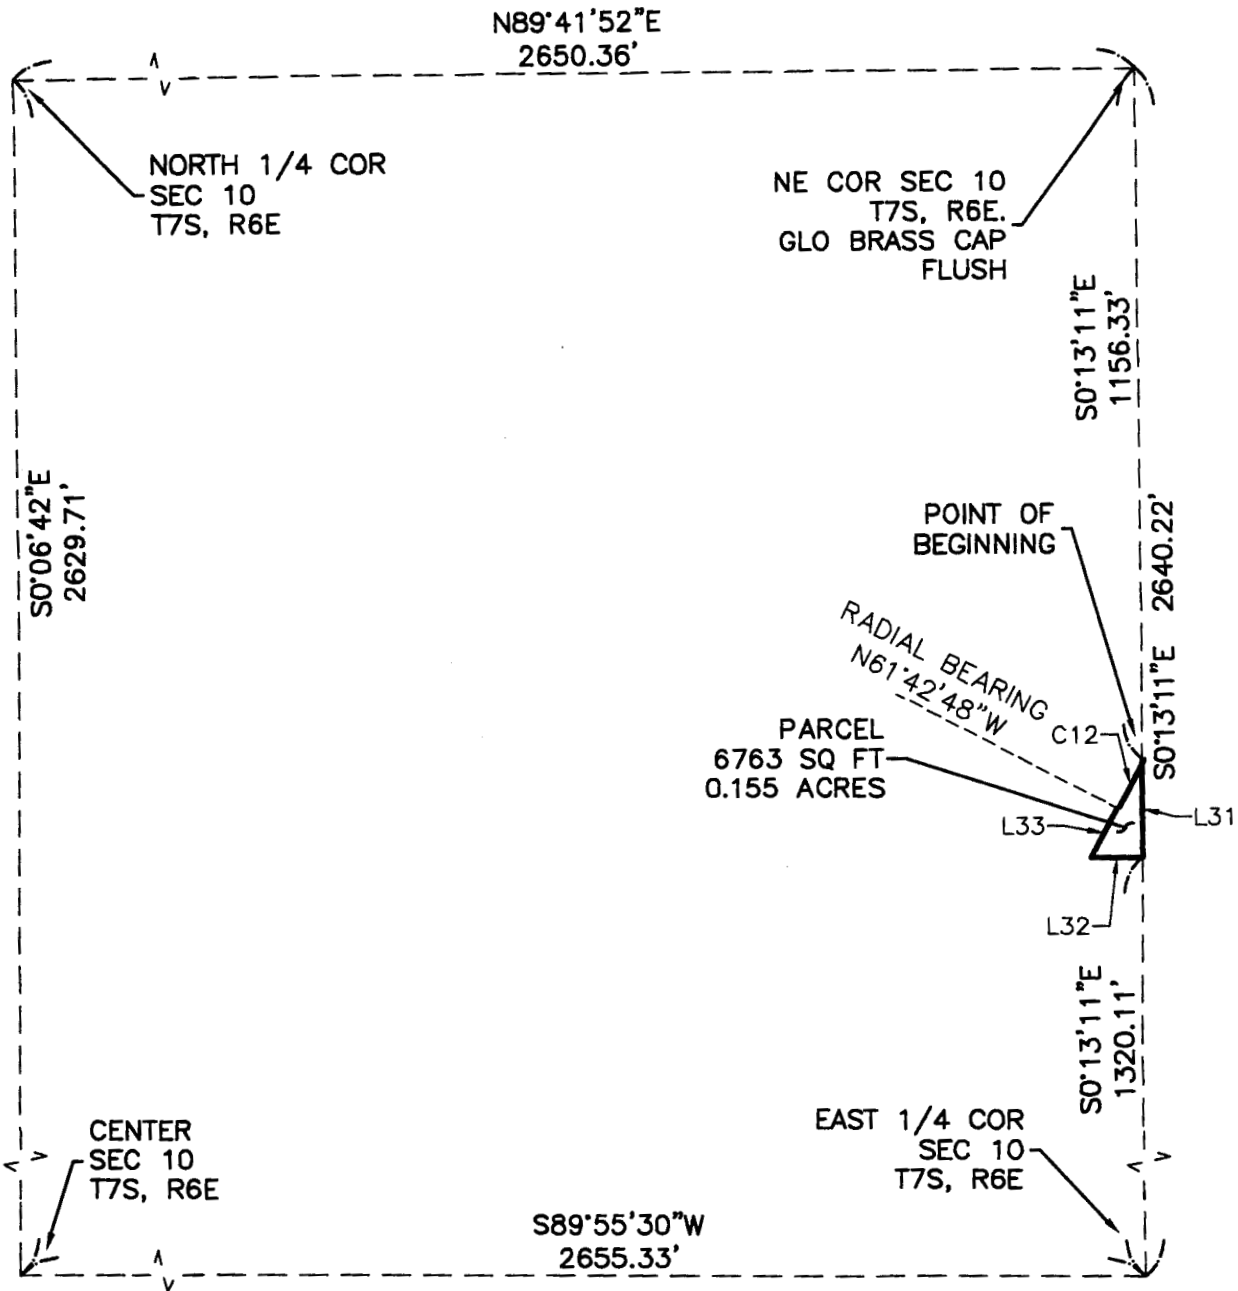 N89°41'52"E
2650.36'
NORTH 1/4 COR
SEC 10
T7S, R6E
NE COR SEC 10
T7S, R6E.
GLO BRASS CAP
FLUSH
S0°13'11"E
1156.33'
S0°06'42"E
2629.71'
POINT OF
BEGINNING
S0°13'11"E 2640.22'
RADIAL BEARING
N61°42'48"W
C12
PARCEL
6763 SQ FT
0.155 ACRES
L33
L31
L32
S0°13'11"E
1320.11'
CENTER
SEC 10
T7S, R6E
EAST 1/4 COR
SEC 10
T7S, R6E
S89°55'30"W
2655.33'